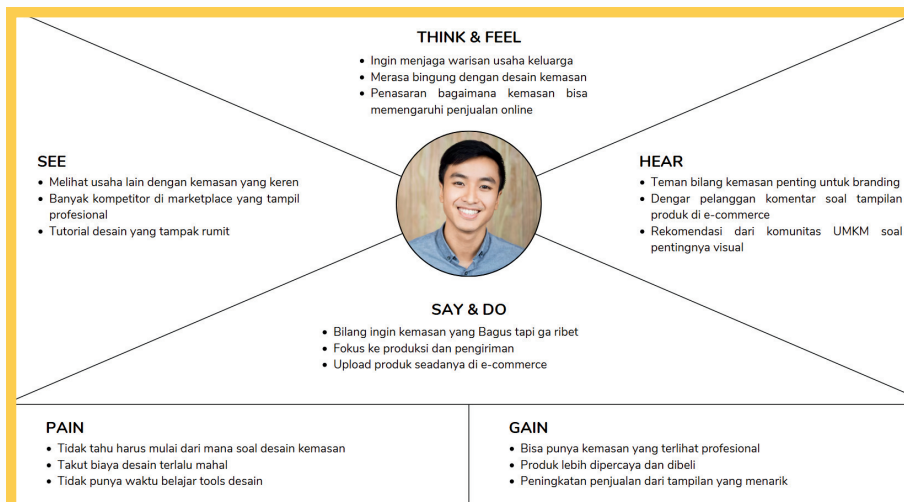 THINK & FEEL
• Ingin menjaga warisan usaha keluarga
• Merasa bingung dengan desain kemasan
• Penasaran bagaimana kemasan bisa
memengaruhi penjualan online
SEE
• Melihat usaha lain dengan kemasan yang keren
• Banyak kompetitor di marketplace yang tampil
profesional
• Tutorial desain yang tampak rumit
HEAR
• Teman bilang kemasan penting untuk branding
• Dengar pelanggan komentar soal tampilan
produk di e-commerce
• Rekomendasi dari komunitas UMKM soal
pentingnya visual
SAY & DO
• Bilang ingin kemasan yang Bagus tapi ga ribet
• Fokus ke produksi dan pengiriman
• Upload produk seadanya di e-commerce
PAIN
• Tidak tahu harus mulai dari mana soal desain kemasan
• Takut biaya desain terlalu mahal
• Tidak punya waktu belajar tools desain
GAIN
• Bisa punya kemasan yang terlihat profesional
• Produk lebih dipercaya dan dibeli
• Peningkatan penjualan dari tampilan yang menarik